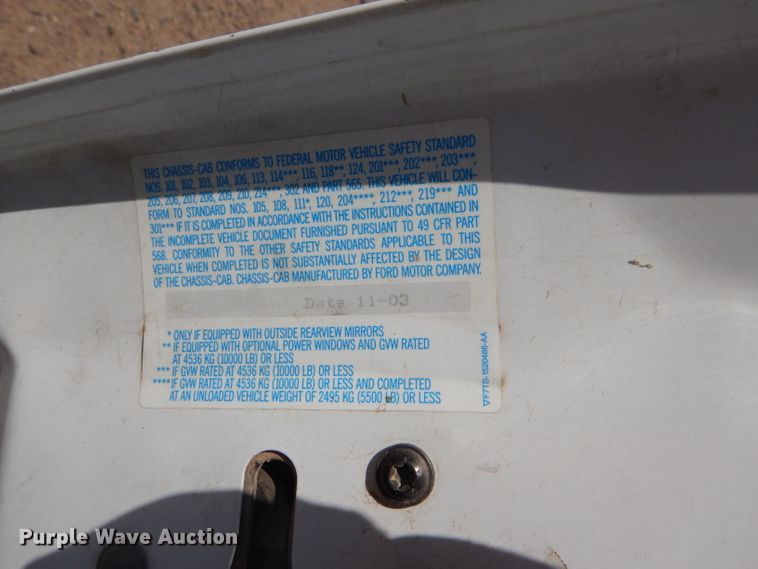 THIS CHASSIS-CAB CONFORMS TO FEDERAL MOTOR VEHICLE SAFETY STANDARD
NOS. 101, 102, 103, 104, 106, 113, 114***, 116, 118**, 124, 201***, 202***, 203***,
205, 206, 207, 208, 209, 210, 214***, 302 AND PART 565. THIS VEHICLE WILL CON-
FORM TO STANDARD NOS. 105, 108, 111*, 120, 204****, 212***, 219*** AND
301*** IF IT IS COMPLETED IN ACCORDANCE WITH THE INSTRUCTIONS CONTAINED IN
THE INCOMPLETE VEHICLE DOCUMENT FURNISHED PURSUANT TO 49 CFR PART
568. CONFORMITY TO THE OTHER SAFETY STANDARDS APPLICABLE TO THIS
VEHICLE WHEN COMPLETED IS NOT SUBSTANTIALLY AFFECTED BY THE DESIGN
OF THE CHASSIS-CAB. CHASSIS-CAB MANUFACTURED BY FORD MOTOR COMPANY.
Date 11-03
* ONLY IF EQUIPPED WITH OUTSIDE REARVIEW MIRRORS
** IF EQUIPPED WITH OPTIONAL POWER WINDOWS AND GVW RATED
AT 4536 KG (10000 LB) OR LESS
*** IF GVW RATED AT 4536 KG (10000 LB) OR LESS
**** IF GVW RATED AT 4536 KG (10000 LB) OR LESS AND COMPLETED
AT AN UNLOADED VEHICLE WEIGHT OF 2495 KG (5500 LB) OR LESS
F7TS-1520486-AA
Purple Wave Auction